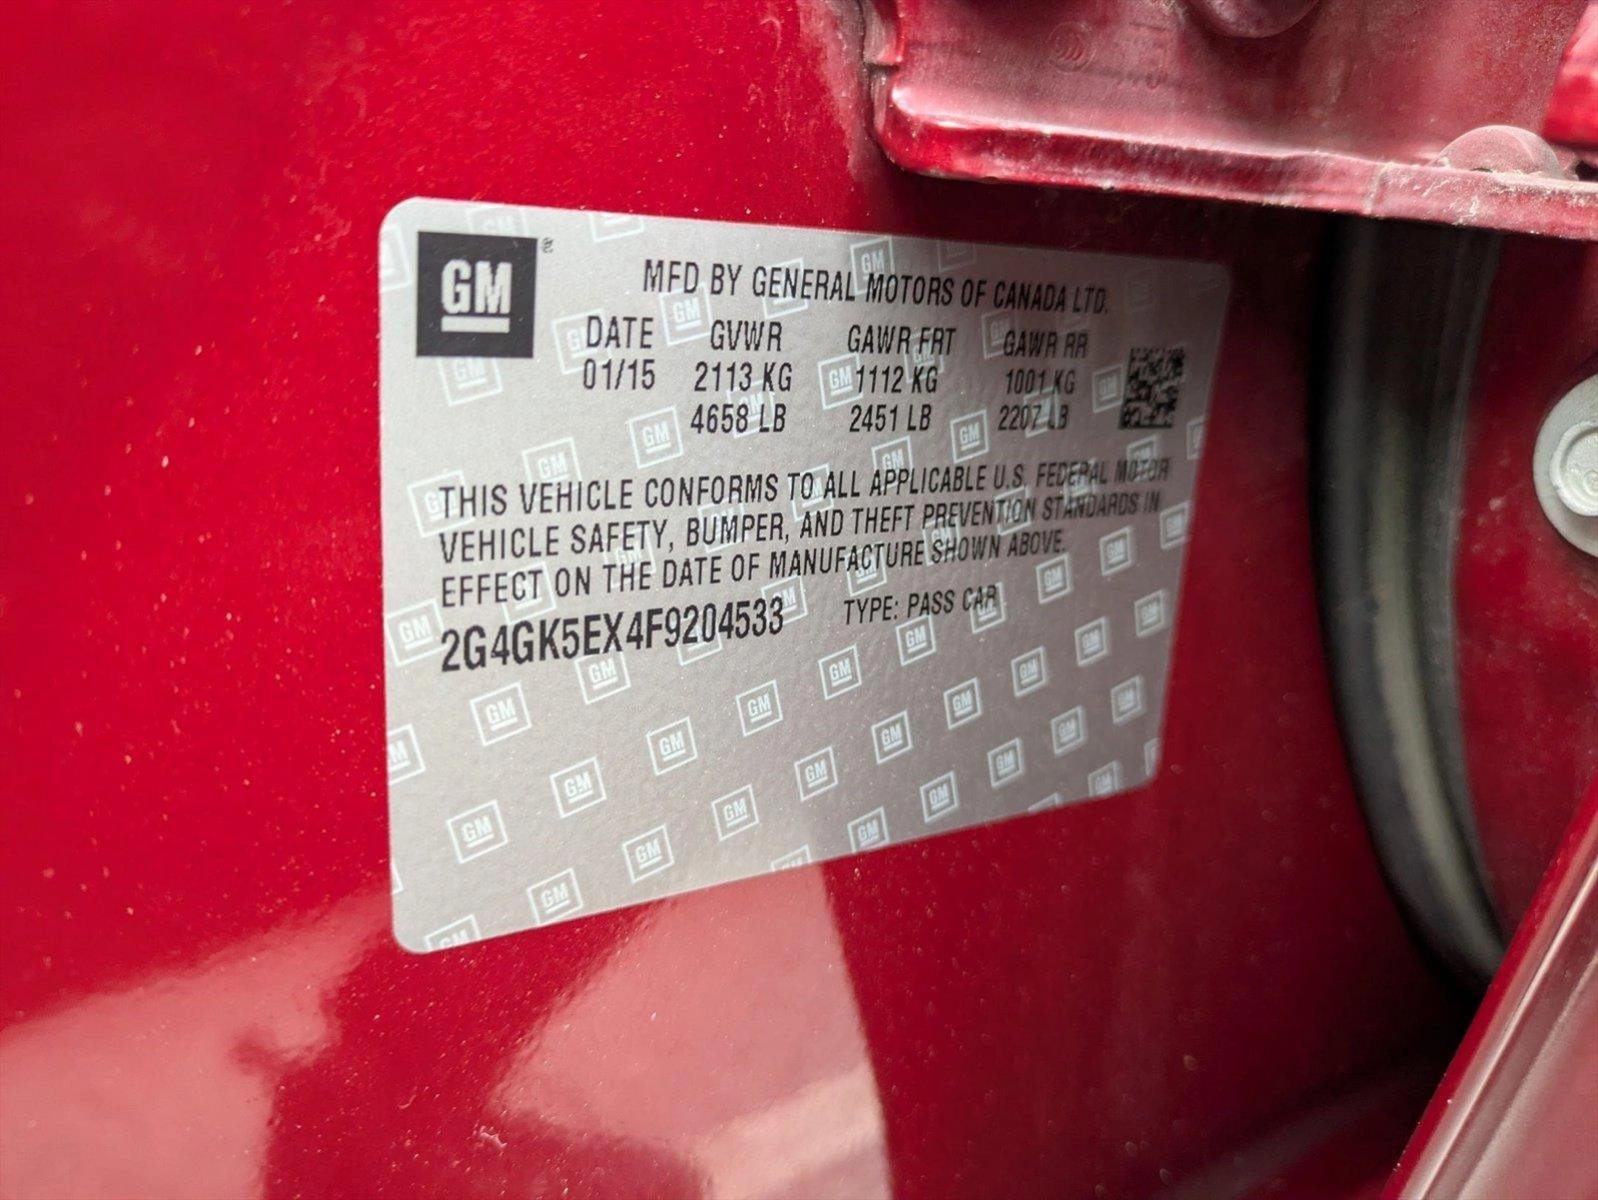 GM ®
MFD BY GENERAL MOTORS OF CANADA LTD.
DATE GVWR GAWR FRT GAWR RR
01/15 2113 KG 1112 KG 1001 KG
4658 LB 2451 LB 2207 LB
THIS VEHICLE CONFORMS TO ALL APPLICABLE U.S. FEDERAL MOTOR
VEHICLE SAFETY, BUMPER, AND THEFT PREVENTION STANDARDS IN
EFFECT ON THE DATE OF MANUFACTURE SHOWN ABOVE.
2G4GK5EX4F9204533 TYPE: PASS CAR